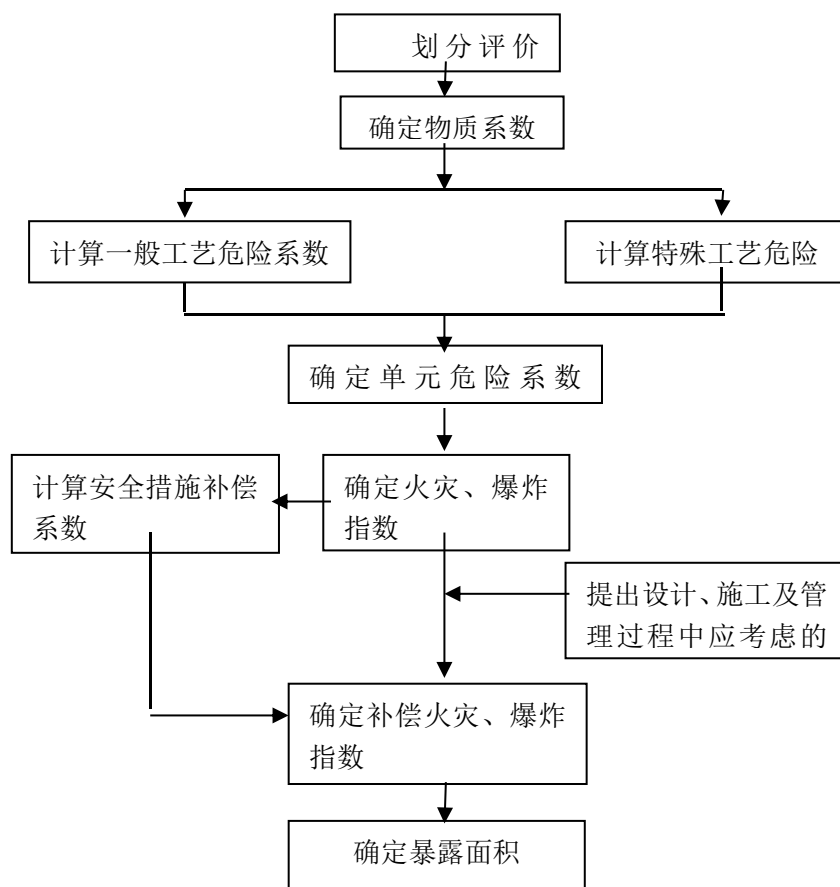 划分评价
确定物质系数
计算一般工艺危险系数
计算特殊工艺危险
确定单元危险系数
计算安全措施补偿
系数
确定火灾、爆炸
指数
提出设计、施工及管
理过程中应考虑的
确定补偿火灾、爆炸
指数
确定暴露面积